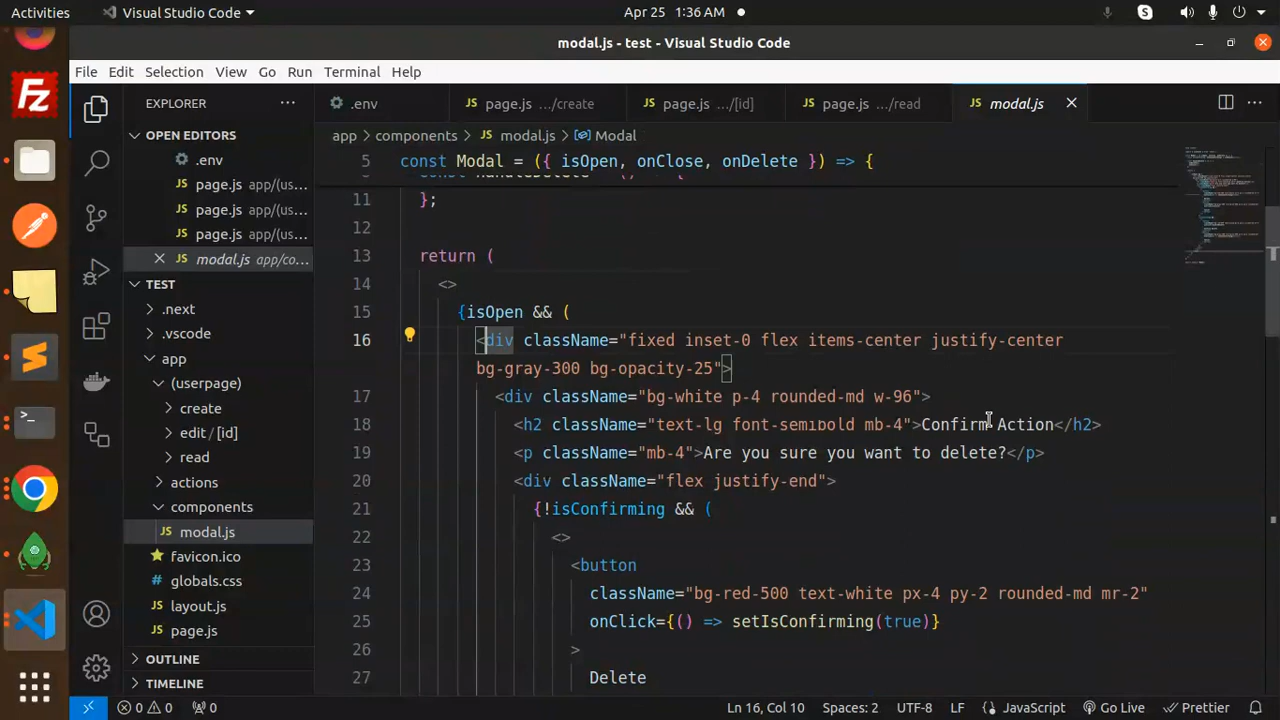 Activities
Visual Studio Code
Apr 25 1:36 AM
modal.js - test - Visual Studio Code
File Edit Selection View Go Run Terminal Help
EXPLORER
OPEN EDITORS
.env
page.js app/(us...
page.js app/(us...
page.js app/(us...
modal.js app/co...
TEST
.next
.vscode
app
(userpage)
create
edit / [id]
read
actions
components
JS modal.js
favicon.ico
globals.css
JS layout.js
JS page.js
OUTLINE
TIMELINE
.env
JS page.js .../create
JS page.js .../[id]
JS page.js .../read
JS modal.js
app > components > JS modal.js > Modal
5 const Modal = ({ isOpen, onClose, onDelete }) => {
11 };
12
13 return (
14 <>
15 {isOpen && (
16 <div className="fixed inset-0 flex items-center justify-center
bg-gray-300 bg-opacity-25">
17 <div className="bg-white p-4 rounded-md w-96">
18 <h2 className="text-lg font-semibold mb-4">Confirm Action</h2>
19 <p className="mb-4">Are you sure you want to delete?</p>
20 <div className="flex justify-end">
21 {!isConfirming && (
22 <>
23 <button
24 className="bg-red-500 text-white px-4 py-2 rounded-md mr-2"
25 onClick={() => setIsConfirming(true)}
26 >
27 Delete
0 0 0
Ln 16, Col 10 Spaces: 2 UTF-8 LF JavaScript Go Live Prettier